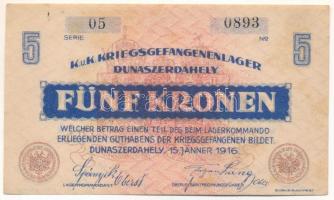 05 0893
SERIE No
K.u.K. KRIEGSGEFANGENENLAGER
5 DUNASZERDAHELY 5
FÜNF KRONEN
WELCHER BETRAG EINEN TEIL DES BEIM LAGERKOMMANDO
ERLIEGENDEN GUTHABENS DER KRIEGSGEFANGENEN BILDET.
DUNASZERDAHELY, 15 JÄNNER 1916
LAGERKOMMANDANT